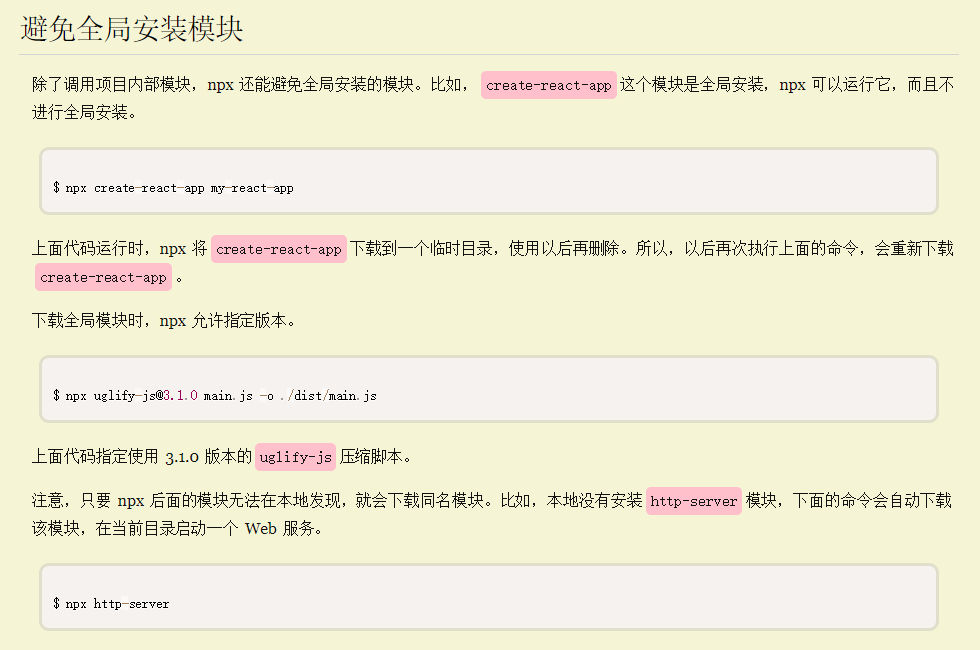 避免全局安装模块
除了调用项目内部模块，npx 还能避免全局安装的模块。比如，create-react-app 这个模块是全局安装，npx 可以运行它，而且不
进行全局安装。
$ npx create-react-app my-react-app
上面代码运行时，npx 将 create-react-app 下载到一个临时目录，使用以后再删除。所以，以后再次执行上面的命令，会重新下载
create-react-app 。
下载全局模块时，npx 允许指定版本。
$ npx uglify-js@3.1.0 main.js -o ./dist/main.js
上面代码指定使用 3.1.0 版本的 uglify-js 压缩脚本。
注意，只要 npx 后面的模块无法在本地发现，就会下载同名模块。比如，本地没有安装 http-server 模块，下面的命令会自动下载
该模块，在当前目录启动一个 Web 服务。
$ npx http-server